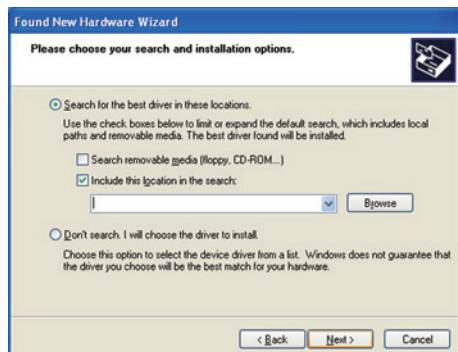 Found New Hardware Wizard
Please choose your search and installation options.
Search for the best driver in these locations.
Use the check boxes below to limit or expand the default search, which includes local
paths and removable media. The best driver found will be installed.
Search removable media (floppy, CD-ROM...)
Include this location in the search:
Browse
Don't search. I will choose the driver to install.
Choose this option to select the device driver from a list. Windows does not guarantee that
the driver you choose will be the best match for your hardware.
< Back Next > Cancel